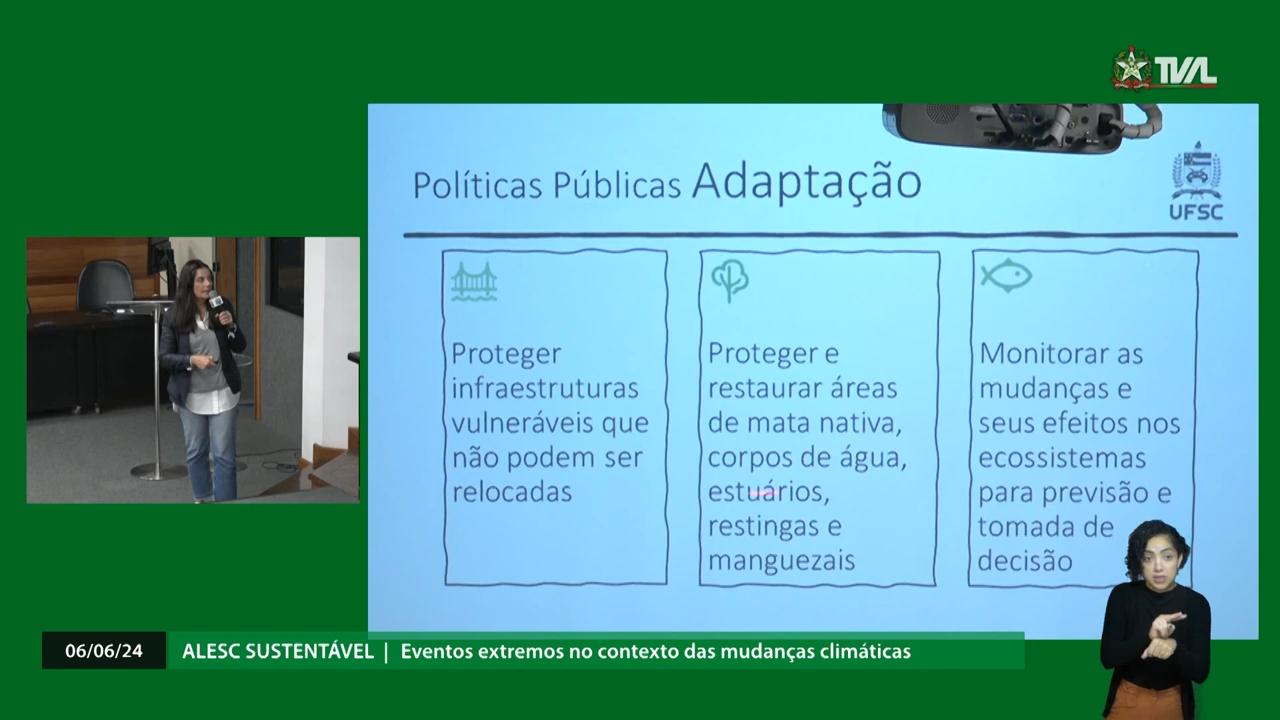 TVAL
Políticas Públicas Adaptação
UFSC
Proteger
infraestruturas
vulneráveis que
não podem ser
relocadas
Proteger e
restaurar áreas
de mata nativa,
corpos de água,
estuários,
restingas e
manguezais
Monitorar as
mudanças e
seus efeitos nos
ecossistemas
para previsão e
tomada de
decisão
06/06/24
ALESC SUSTENTÁVEL | Eventos extremos no contexto das mudanças climáticas